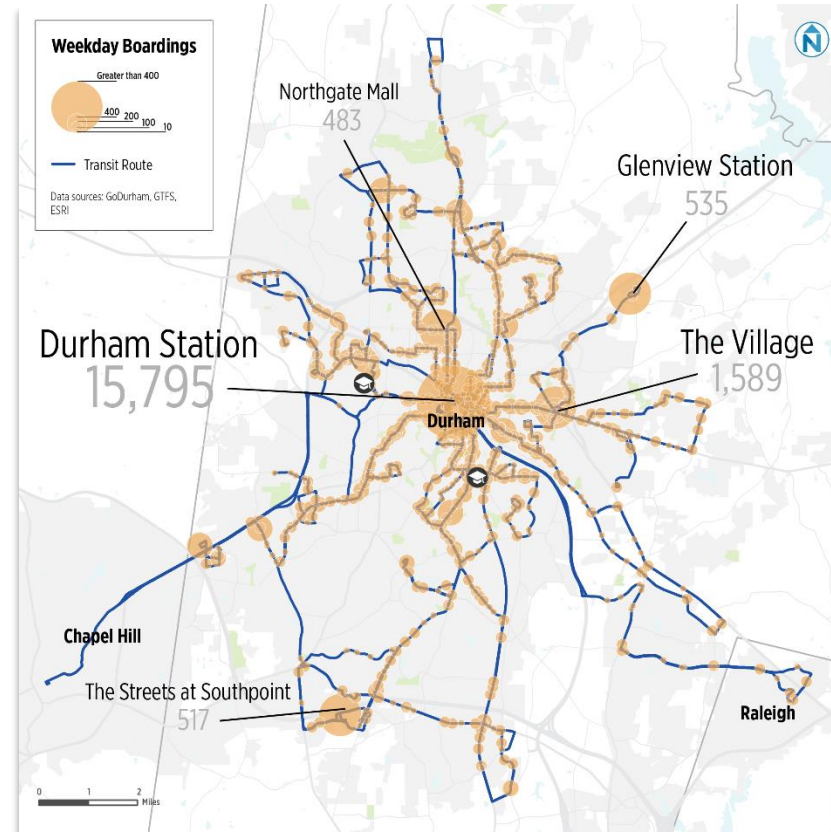 Weekday Boardings
Greater than 400
400
200
100
10
Transit Route
Data sources: GoDurham, GTFS,
ESRI
N
Northgate Mall
483
Glenview Station
535
Durham Station
15,795
The Village
1,589
Durham
Chapel Hill
The Streets at Southpoint
517
Raleigh
0 1 2
Miles